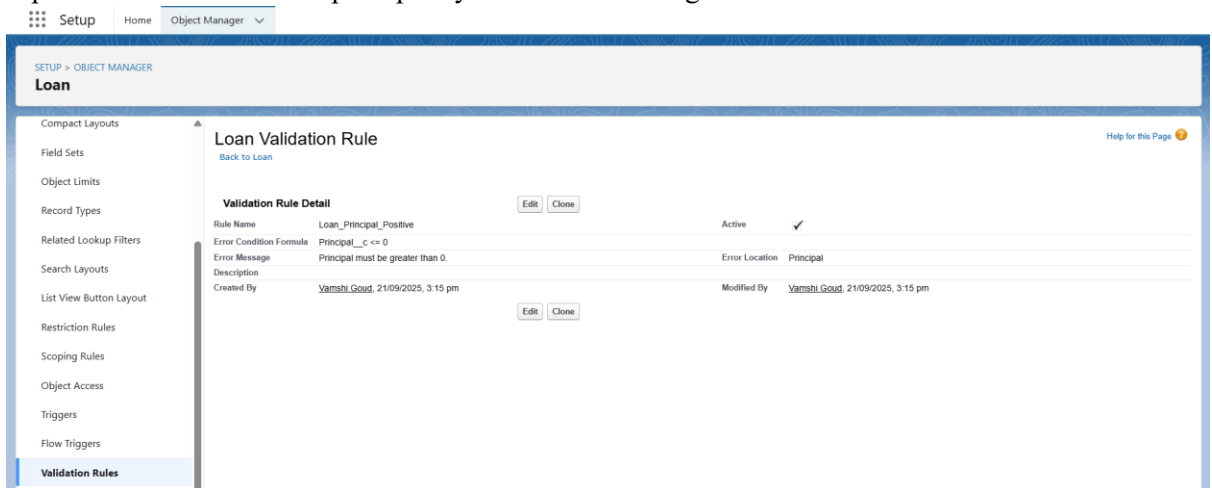 Setup Home Object Manager
SETUP > OBJECT MANAGER
Loan
Compact Layouts
Field Sets
Object Limits
Record Types
Related Lookup Filters
Search Layouts
List View Button Layout
Restriction Rules
Scoping Rules
Object Access
Triggers
Flow Triggers
Validation Rules
Loan Validation Rule
Help for this Page
Back to Loan
Validation Rule Detail Edit Clone
Rule Name Loan_Principal_Positive Active ✓
Error Condition Formula Principal__c <= 0
Error Message Principal must be greater than 0. Error Location Principal
Description
Created By Vamshi Goud, 21/09/2025, 3:15 pm Modified By Vamshi Goud, 21/09/2025, 3:15 pm
Edit Clone